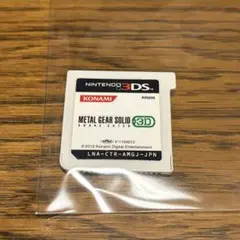 NINTENDO 3DS
KONAMI
METAL GEAR SOLID 3D
SNAKE EATER
©2012 Konami Digital Entertainment
LNA-CTR-AMGJ-JPN